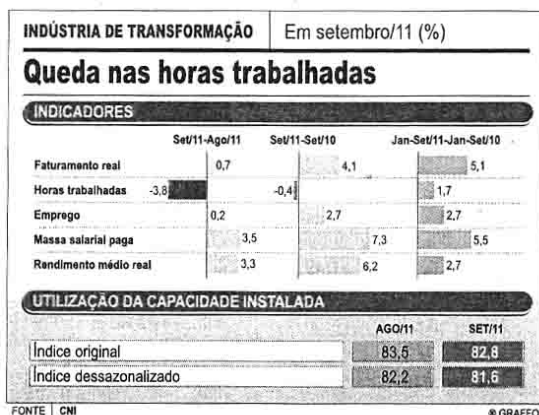 INDÚSTRIA DE TRANSFORMAÇÃO Em setembro/11 (%)
Queda nas horas trabalhadas
INDICADORES
Set/11-Ago/11 Set/11-Set/10 Jan-Set/11-Jan-Set/10
Faturamento real 0,7 4,1 5,1
Horas trabalhadas -3,8 -0,4 1,7
Emprego 0,2 2,7 2,7
Massa salarial paga 3,5 7,3 5,5
Rendimento médio real 3,3 6,2 2,7
UTILIZAÇÃO DA CAPACIDADE INSTALADA
AGO/11 SET/11
Índice original 83,5 82,8
Índice dessazonalizado 82,2 81,6
FONTE CNI ® GRAFFO